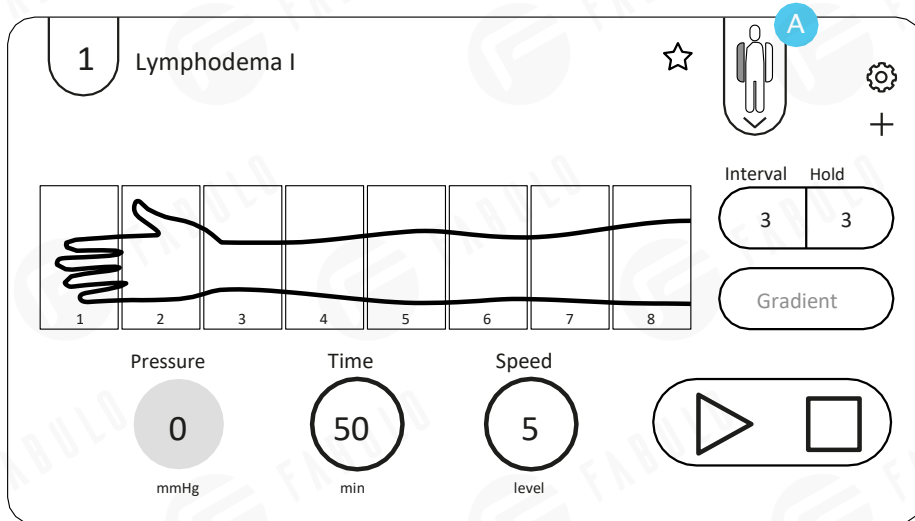 1 Lymphodema I
A
Interval Hold
3 3
Gradient
1 2 3 4 5 6 7 8
Pressure Time Speed
0 50 5
mmHg min level
FABULO